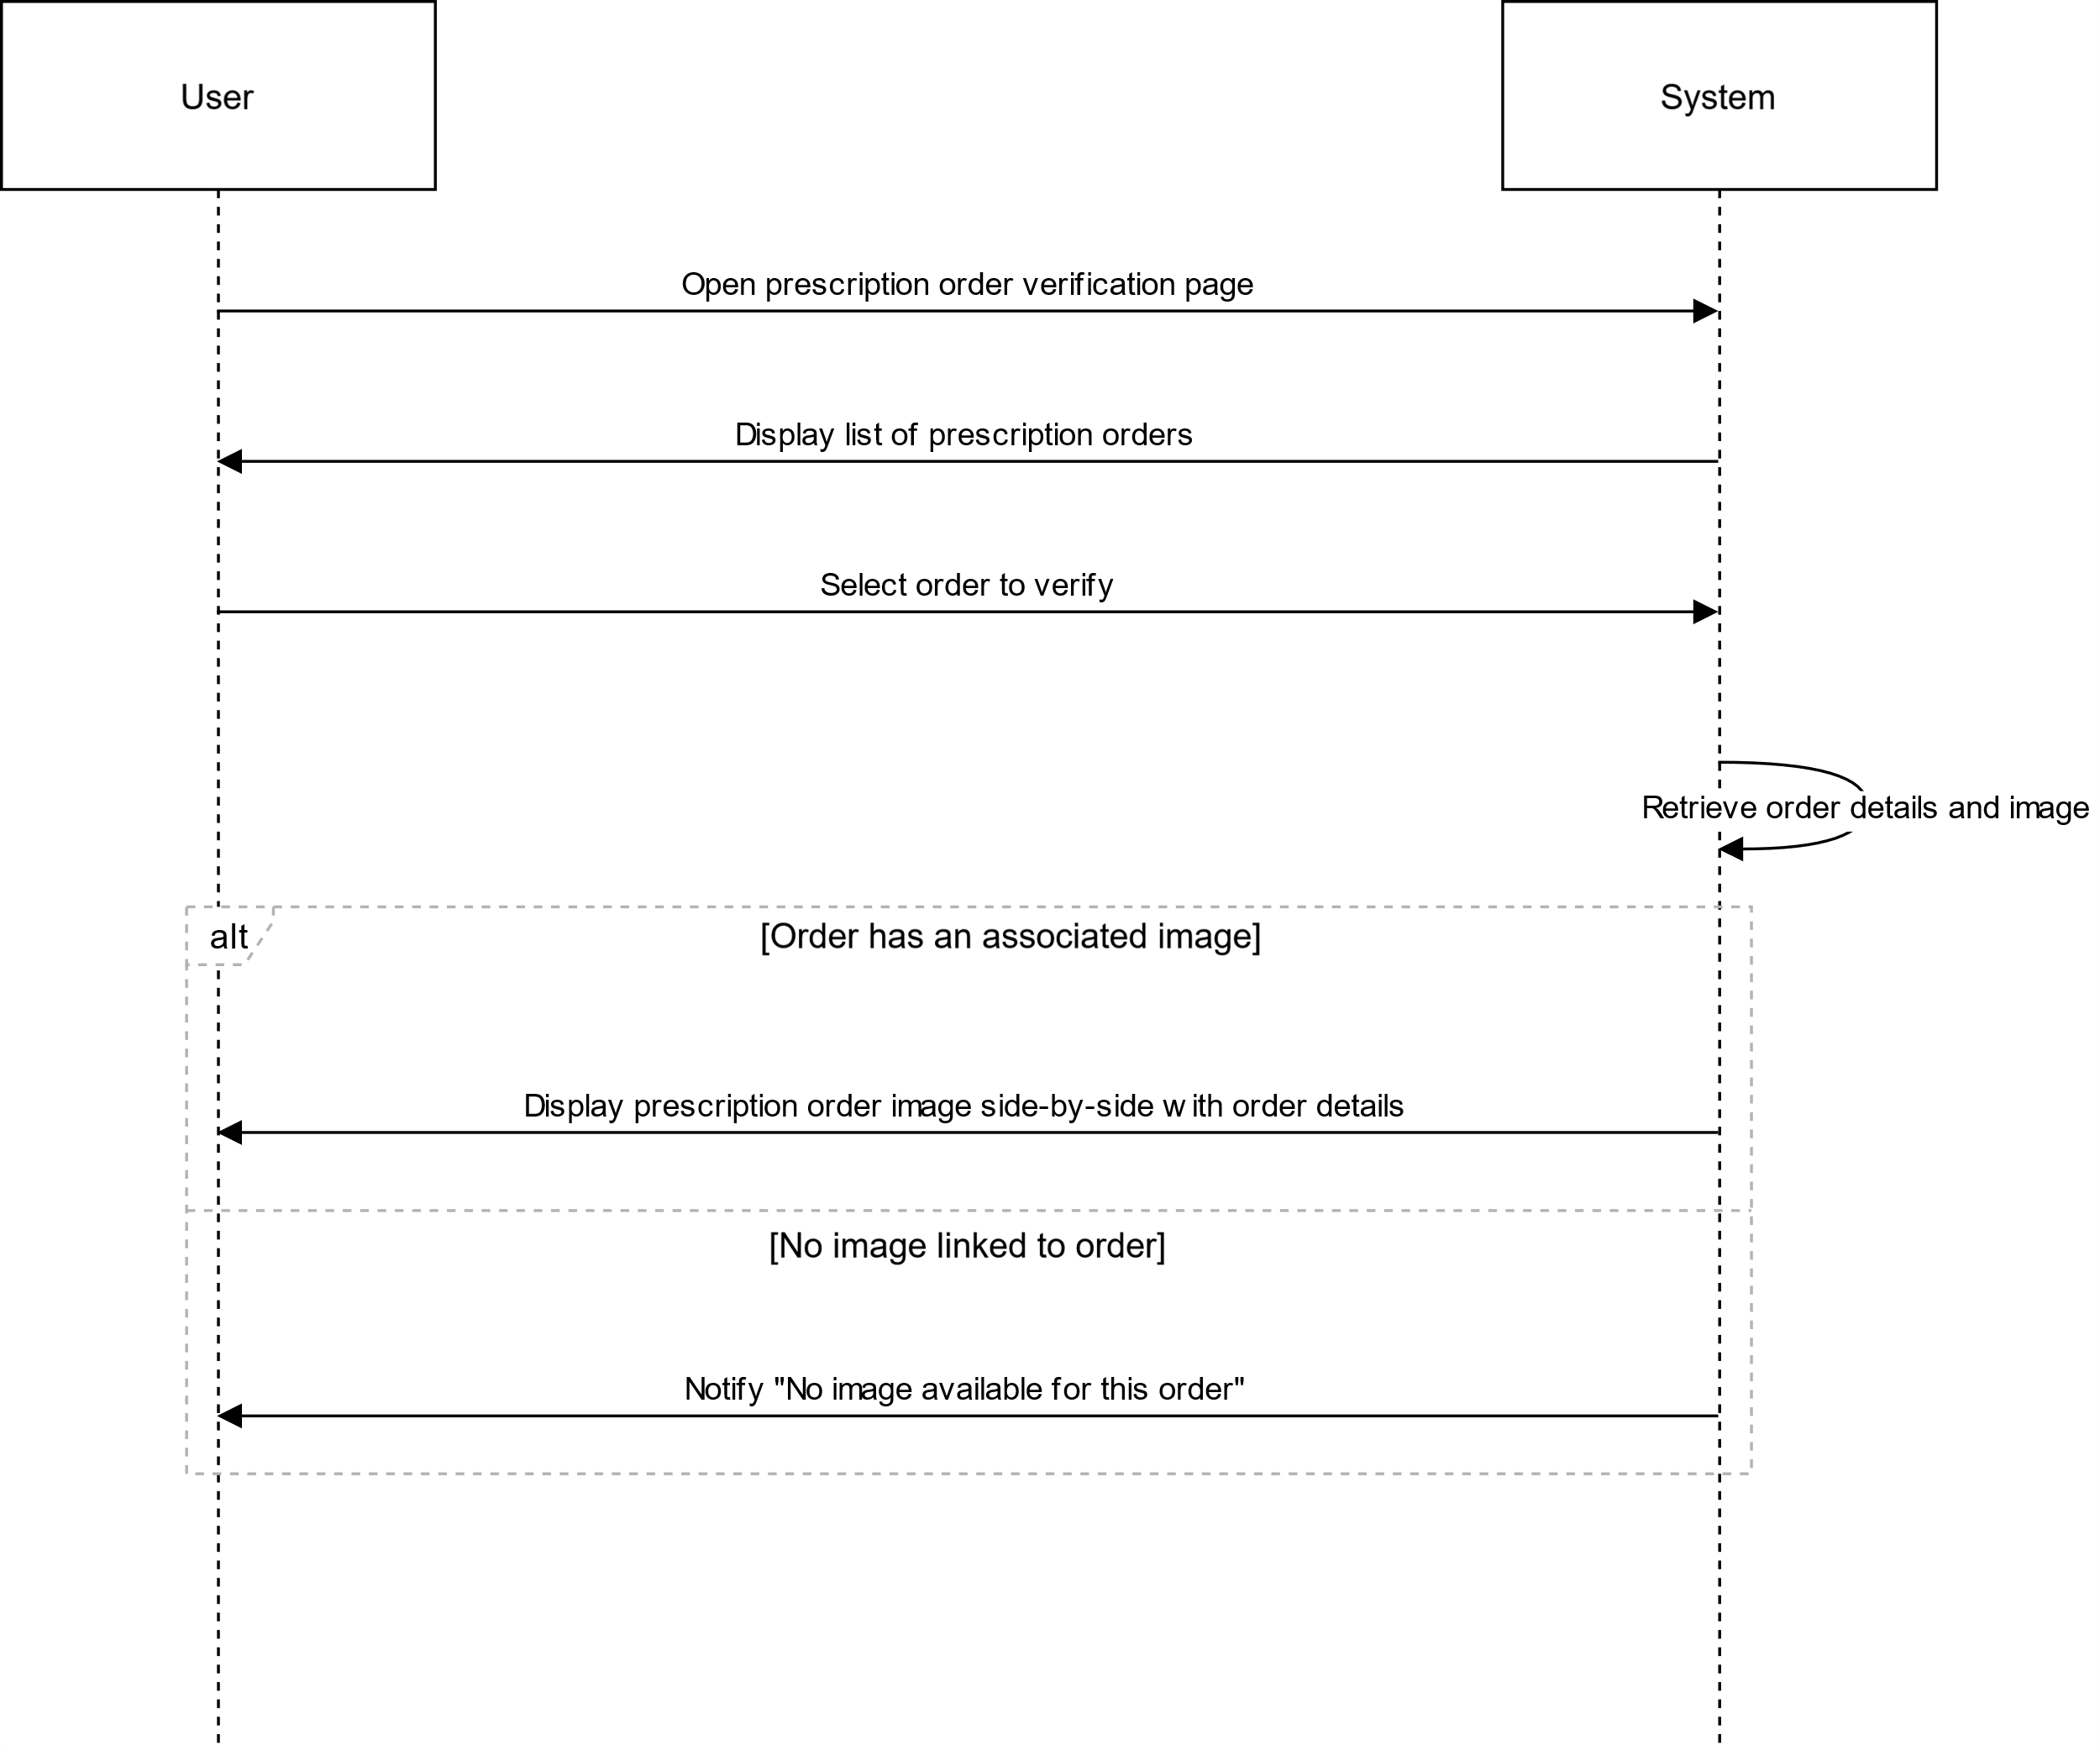 User
System
Open prescription order verification page
Display list of prescription orders
Select order to verify
Retrieve order details and image
alt
[Order has an associated image]
Display prescription order image side-by-side with order details
[No image linked to order]
Notify "No image available for this order"